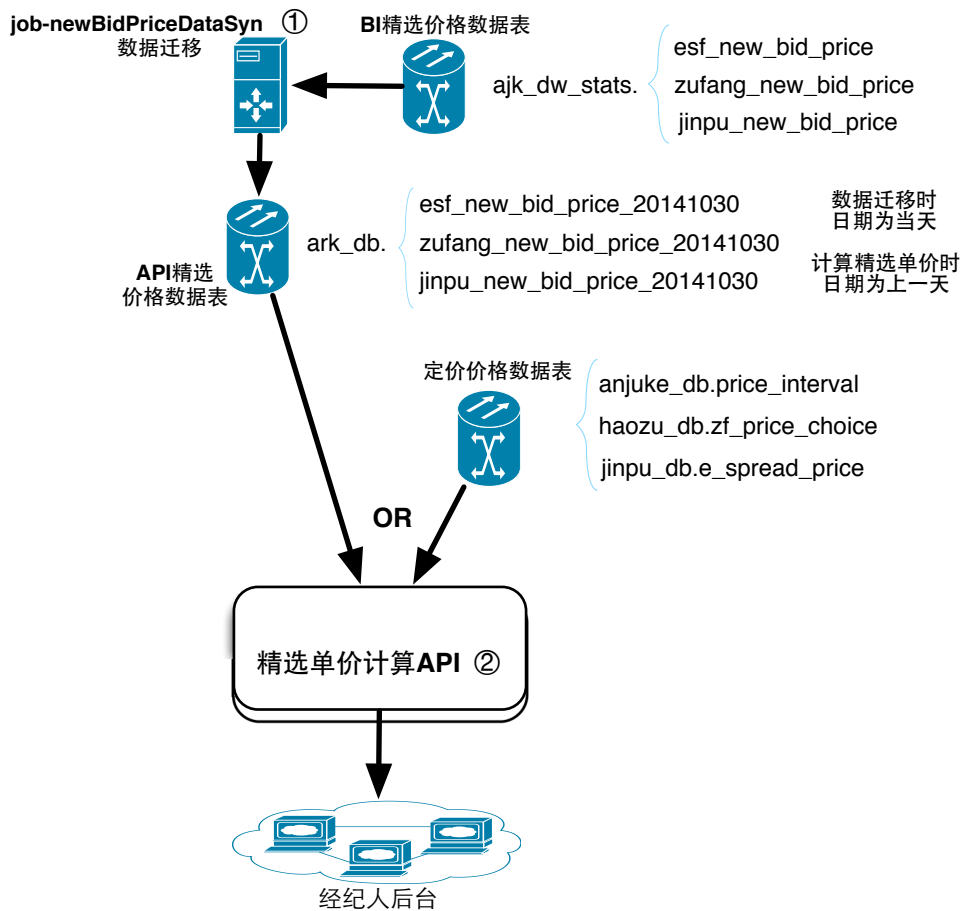 job-newBidPriceDataSyn ①
数据迁移
BI精选价格数据表
ajk_dw_stats.
esf_new_bid_price
zufang_new_bid_price
jinpu_new_bid_price
API精选
价格数据表
ark_db.
esf_new_bid_price_20141030
zufang_new_bid_price_20141030
jinpu_new_bid_price_20141030
数据迁移时
日期为当天
计算精选单价时
日期为上一天
定价价格数据表
anjuke_db.price_interval
haozu_db.zf_price_choice
jinpu_db.e_spread_price
OR
精选单价计算API ②
经纪人后台